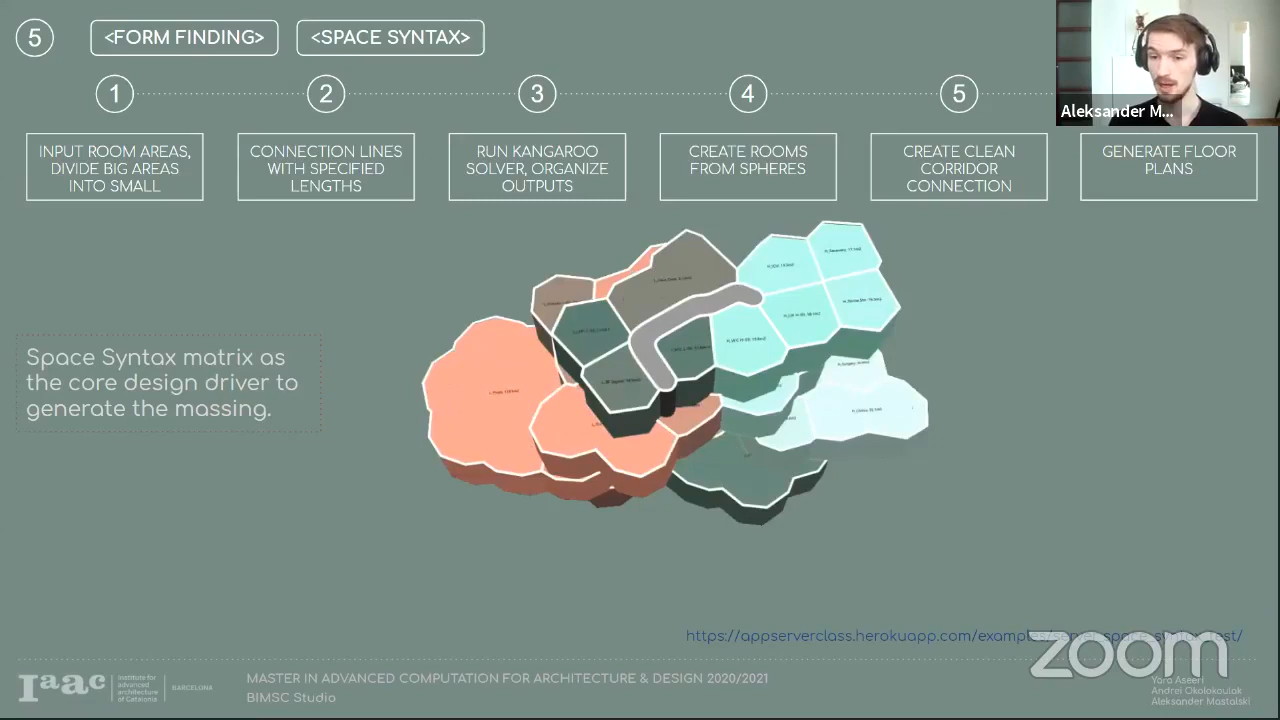 5
<FORM FINDING>
<SPACE SYNTAX>
1
2
3
4
5
Aleksander M...
INPUT ROOM AREAS,
DIVIDE BIG AREAS
INTO SMALL
CONNECTION LINES
WITH SPECIFIED
LENGTHS
RUN KANGAROO
SOLVER, ORGANIZE
OUTPUTS
CREATE ROOMS
FROM SPHERES
CREATE CLEAN
CORRIDOR
CONNECTION
GENERATE FLOOR
PLANS
Space Syntax matrix as
the core design driver to
generate the massing.
https://appserverclass.herokuapp.com/examples/
zoom
Iaac
Institute for
advanced
architecture
of Catalonia
BARCELONA
MASTER IN ADVANCED COMPUTATION FOR ARCHITECTURE & DESIGN 2020/2021
BIMSC Studio
Yara Aseeri
Andrei Okolokoulak
Aleksander Mastalski